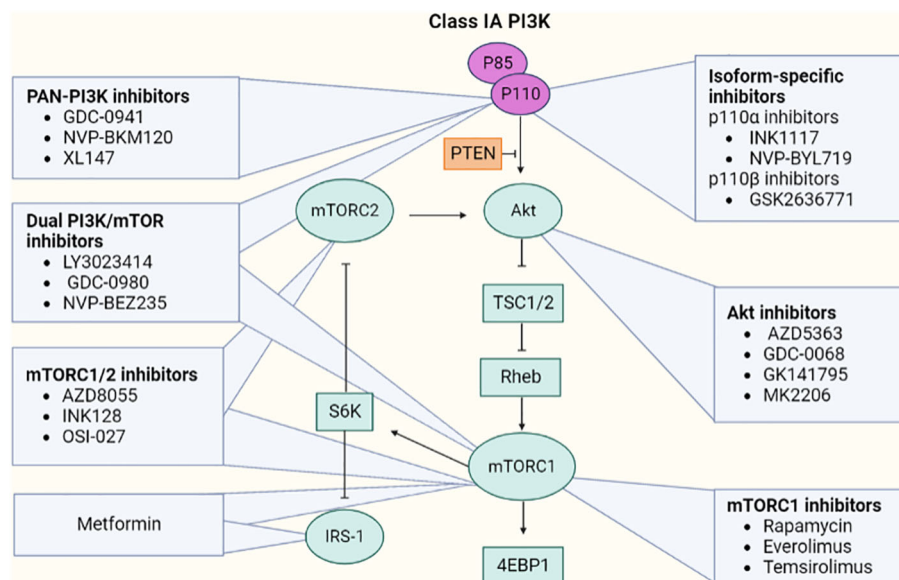 Class IA PI3K
P85
P110
PTEN
PAN-PI3K inhibitors
• GDC-0941
• NVP-BKM120
• XL147
Isoform-specific
inhibitors
p110α inhibitors
• INK1117
• NVP-BYL719
p110β inhibitors
• GSK2636771
mTORC2
Akt
Dual PI3K/mTOR
inhibitors
• LY3023414
• GDC-0980
• NVP-BEZ235
TSC1/2
Akt inhibitors
• AZD5363
• GDC-0068
• GK141795
• MK2206
Rheb
mTORC1/2 inhibitors
• AZD8055
• INK128
• OSI-027
S6K
mTORC1
Metformin
IRS-1
4EBP1
mTORC1 inhibitors
• Rapamycin
• Everolimus
• Temsirolimus